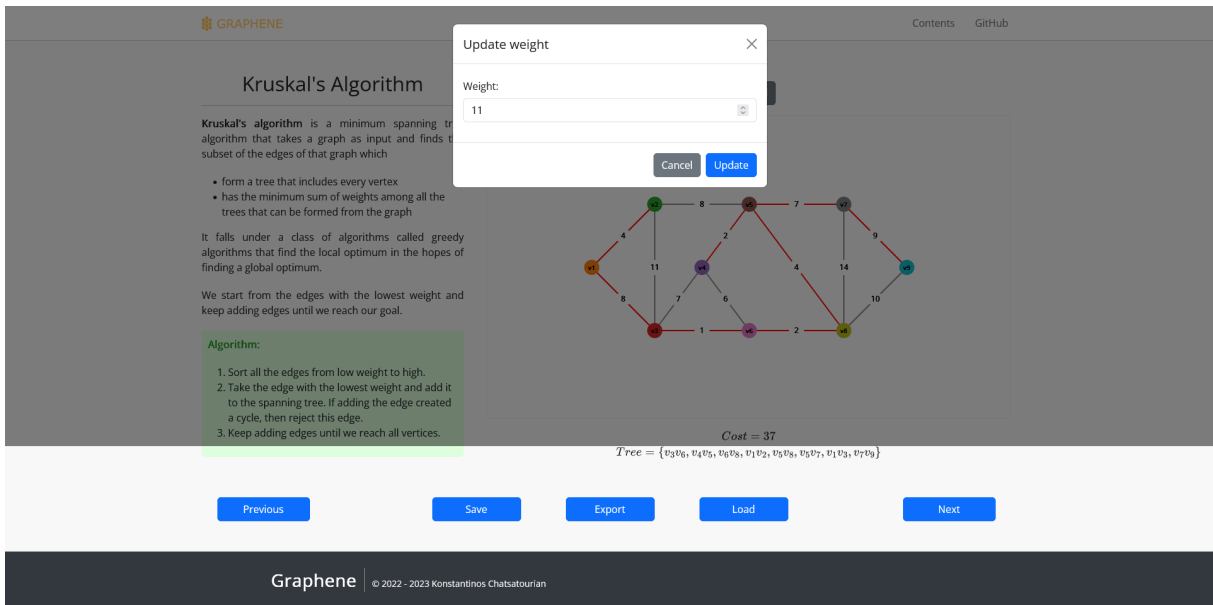 GRAPHENE
Contents
GitHub
Update weight
Weight:
11
Cancel
Update
Kruskal's Algorithm
Kruskal's algorithm is a minimum spanning
algorithm that takes a graph as input and finds
subset of the edges of that graph which
• form a tree that includes every vertex
• has the minimum sum of weights among all the
trees that can be formed from the graph
It falls under a class of algorithms called greedy
algorithms that find the local optimum in the hopes of
finding a global optimum.
We start from the edges with the lowest weight and
keep adding edges until we reach our goal.
Algorithm:
1. Sort all the edges from low weight to high.
2. Take the edge with the lowest weight and add it
to the spanning tree. If adding the edge created
a cycle, then reject this edge.
3. Keep adding edges until we reach all vertices.
v2
8
v5
7
v7
4
2
9
v1
11
v4
4
14
v9
8
7
6
10
v3
1
v6
2
v8
Cost = 37
Tree = {v₃v₆, v₄v₅, v₆v₈, v₁v₂, v₅v₈, v₅v₇, v₁v₃, v₇v₉}
Previous
Save
Export
Load
Next
Graphene
© 2022 - 2023 Konstantinos Chatsatourian